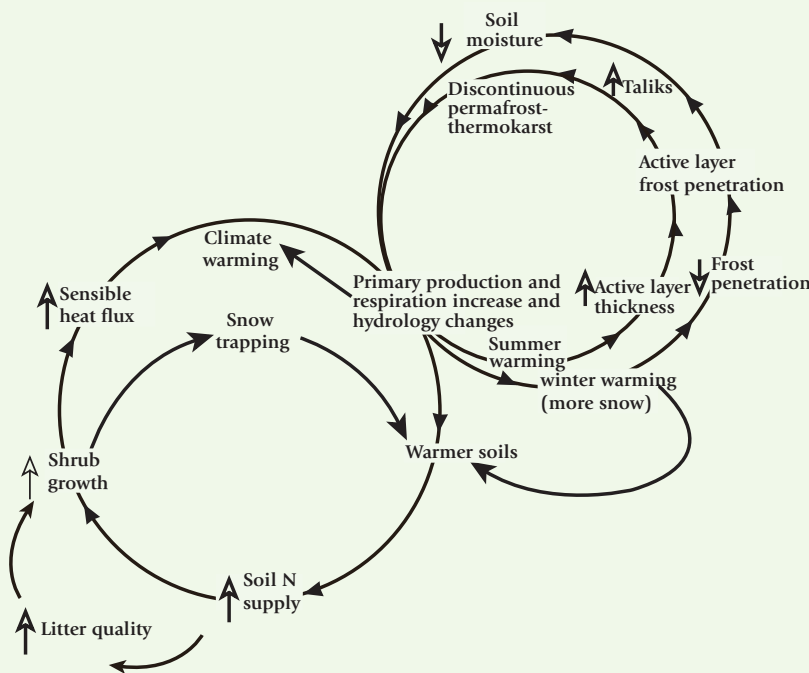 Soil
moisture
Discontinuous
permafrost-
thermokarst
Taliks
Active layer
frost penetration
Frost
penetration
Active layer
thickness
Climate
warming
Primary production and
respiration increase and
hydrology changes
Summer
warming
winter warming
(more snow)
Sensible
heat flux
Snow
trapping
Warmer soils
Shrub
growth
Soil N
supply
Litter quality